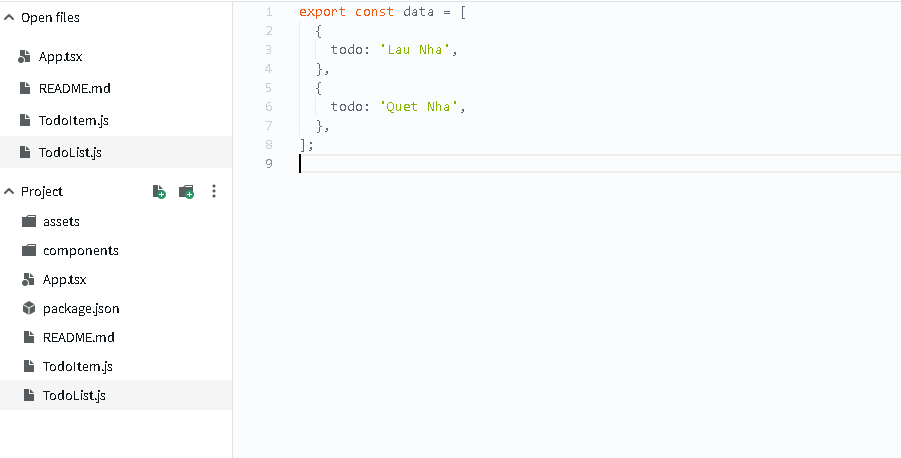 Open files
App.tsx
README.md
TodoItem.js
TodoList.js
Project
assets
components
App.tsx
package.json
README.md
TodoItem.js
TodoList.js
1 export const data = [
2 {
3 todo: 'Lau Nha',
4 },
5 {
6 todo: 'Quet Nha',
7 },
8 ];
9